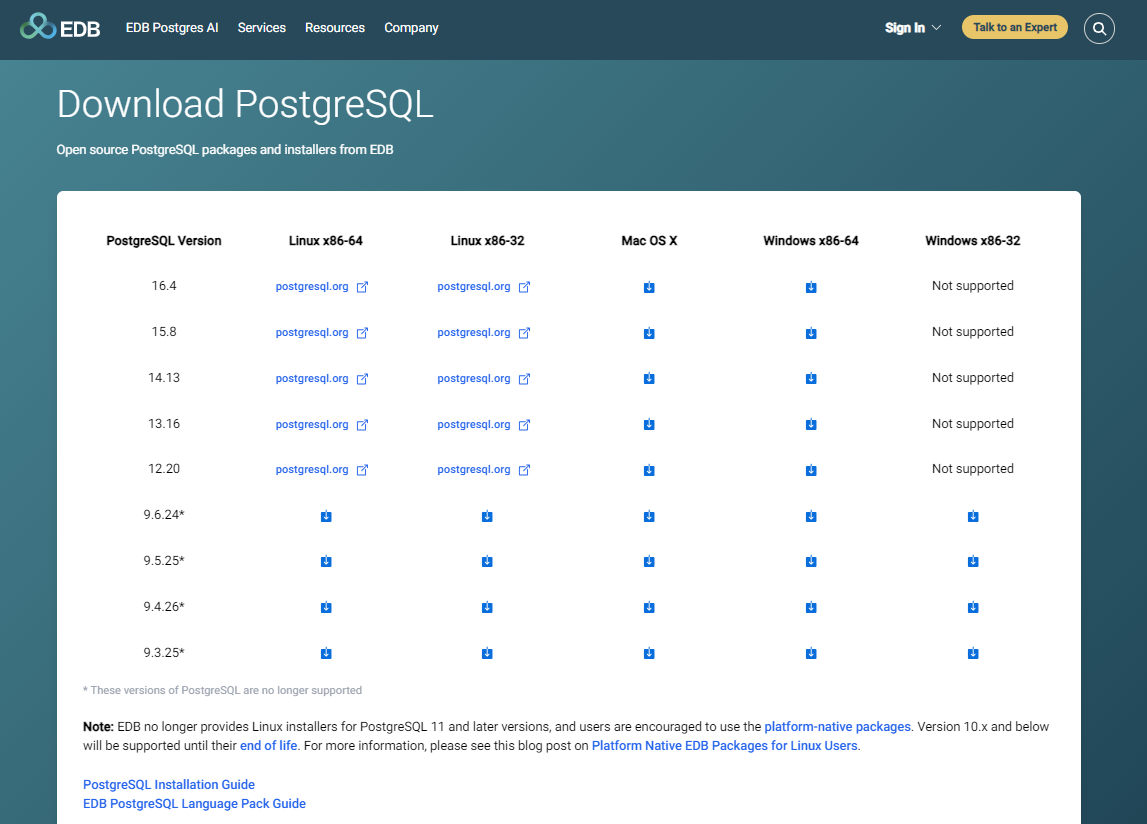 EDB EDB Postgres AI Services Resources Company Sign In Talk to an Expert
Download PostgreSQL
Open source PostgreSQL packages and installers from EDB
PostgreSQL Version Linux x86-64 Linux x86-32 Mac OS X Windows x86-64 Windows x86-32
16.4 postgresql.org postgresql.org Not supported
15.8 postgresql.org postgresql.org Not supported
14.13 postgresql.org postgresql.org Not supported
13.16 postgresql.org postgresql.org Not supported
12.20 postgresql.org postgresql.org Not supported
9.6.24*
9.5.25*
9.4.26*
9.3.25*
* These versions of PostgreSQL are no longer supported
Note: EDB no longer provides Linux installers for PostgreSQL 11 and later versions, and users are encouraged to use the platform-native packages. Version 10.x and below
will be supported until their end of life. For more information, please see this blog post on Platform Native EDB Packages for Linux Users.
PostgreSQL Installation Guide
EDB PostgreSQL Language Pack Guide